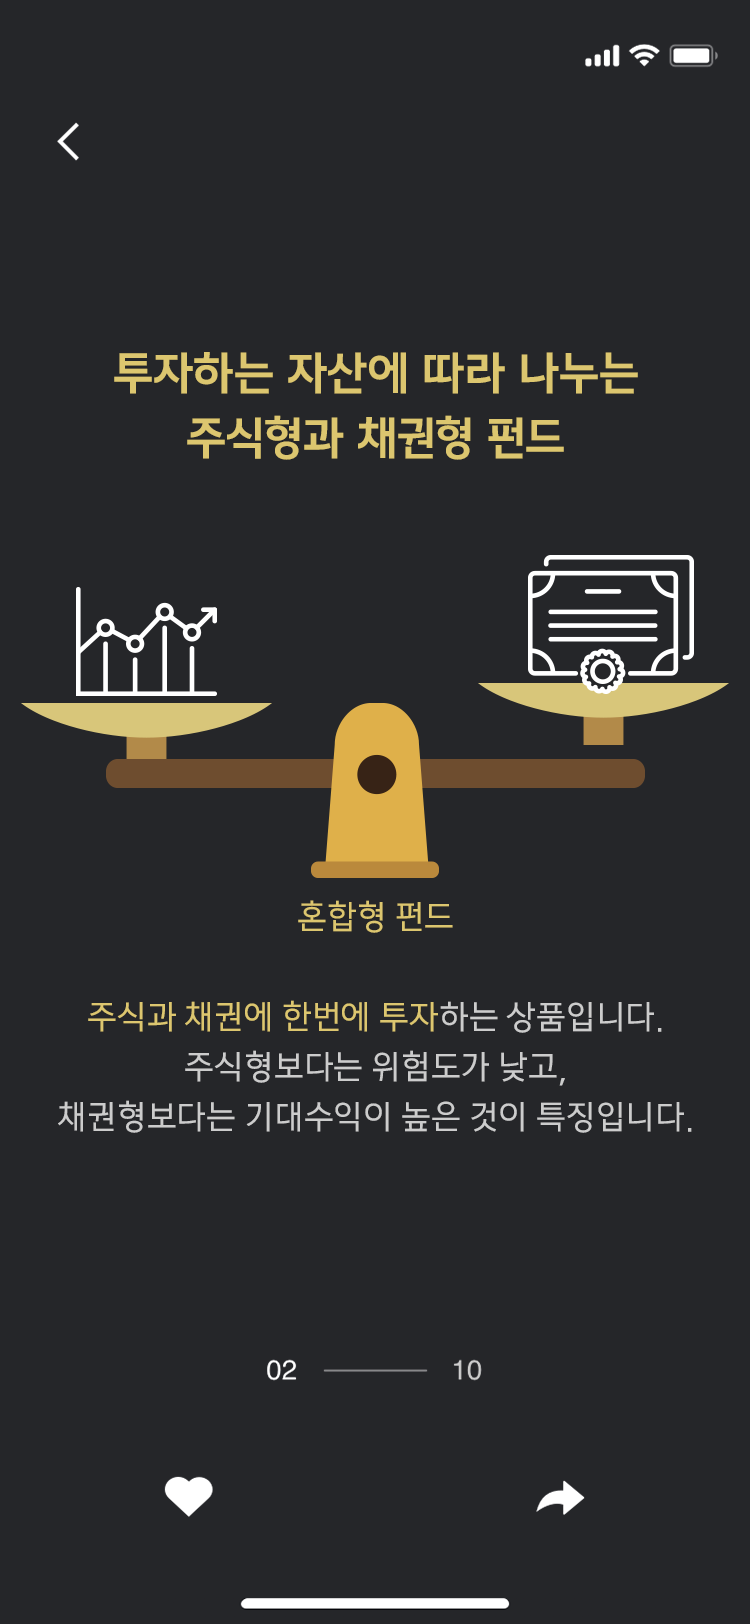 투자하는 자산에 따라 나누는
주식형과 채권형 펀드
혼합형 펀드
주식과 채권에 한번에 투자하는 상품입니다.
주식형보다는 위험도가 낮고,
채권형보다는 기대수익이 높은 것이 특징입니다.
02 10